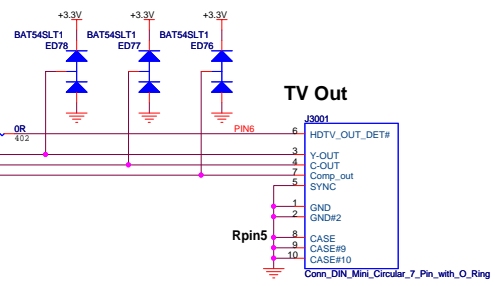 +3.3V +3.3V +3.3V
BAT54SLT1 BAT54SLT1 BAT54SLT1
ED78 ED77 ED76
TV Out
J3001
0R
402
PIN6
6 HDTV_OUT_DET#
3 Y-OUT
4 C-OUT
7 Comp_out
5 SYNC
1 GND
2 GND#2
Rpin5
8 CASE
9 CASE#9
10 CASE#10
Conn_DIN_Mini_Circular_7_Pin_with_O_Ring